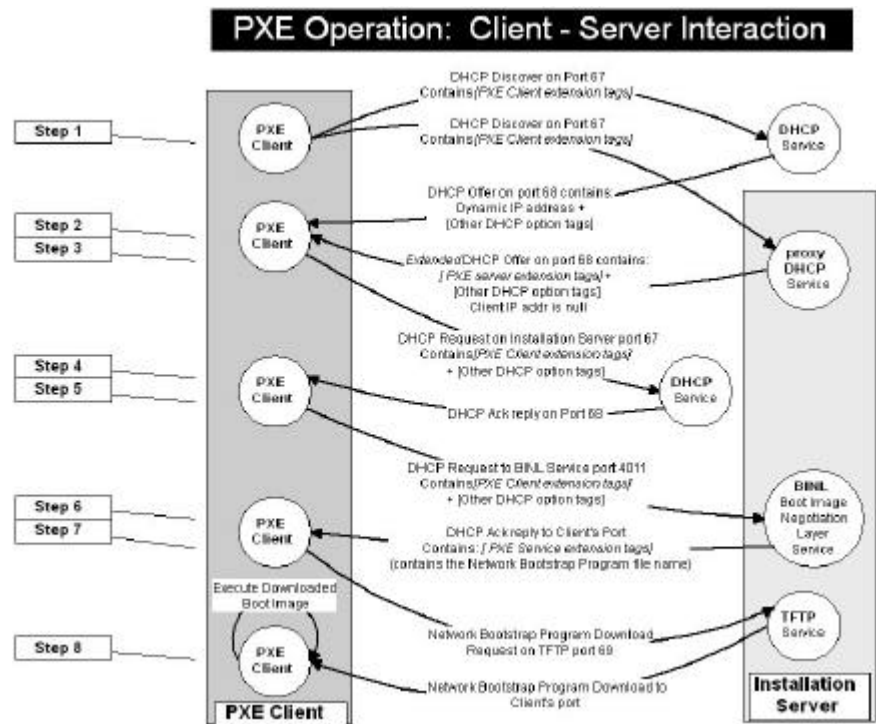 PXE Operation: Client - Server Interaction
DHCP Discover on Port 67
Contains [PXE Client extension tags]
Step 1
PXE
Client
DHCP Discover on Port 67
Contains [PXE Client extension tags]
DHCP
Service
DHCP Offer on port 68 contains:
Dynamic IP address +
[Other DHCP option tags]
Step 2
Step 3
PXE
Client
Extended DHCP Offer on port 68 contains:
[ PXE server extension tags] +
[Other DHCP option tags]
Client IP addr is null
proxy
DHCP
Service
DHCP Request on Installation Server port 67
Contains [PXE Client extension tags]
+ [Other DHCP option tags]
Step 4
Step 5
PXE
Client
DHCP
Service
DHCP Ack reply on Port 68
DHCP Request to BINL Service port 4011
Contains [PXE Client extension tags]
+ [Other DHCP option tags]
BINL
Boot Image
Negotiation
Layer
Service
Step 6
Step 7
PXE
Client
DHCP Ack reply to Client's Port
Contains: [ PXE Service extension tags]
(contains the Network Bootstrap Program file name)
Execute Downloaded
Boot Image
Network Bootstrap Program Download
Request on TFTP port 69
TFTP
Service
Step 8
PXE
Client
Network Bootstrap Program Download to
Client's port
PXE Client
Installation
Server